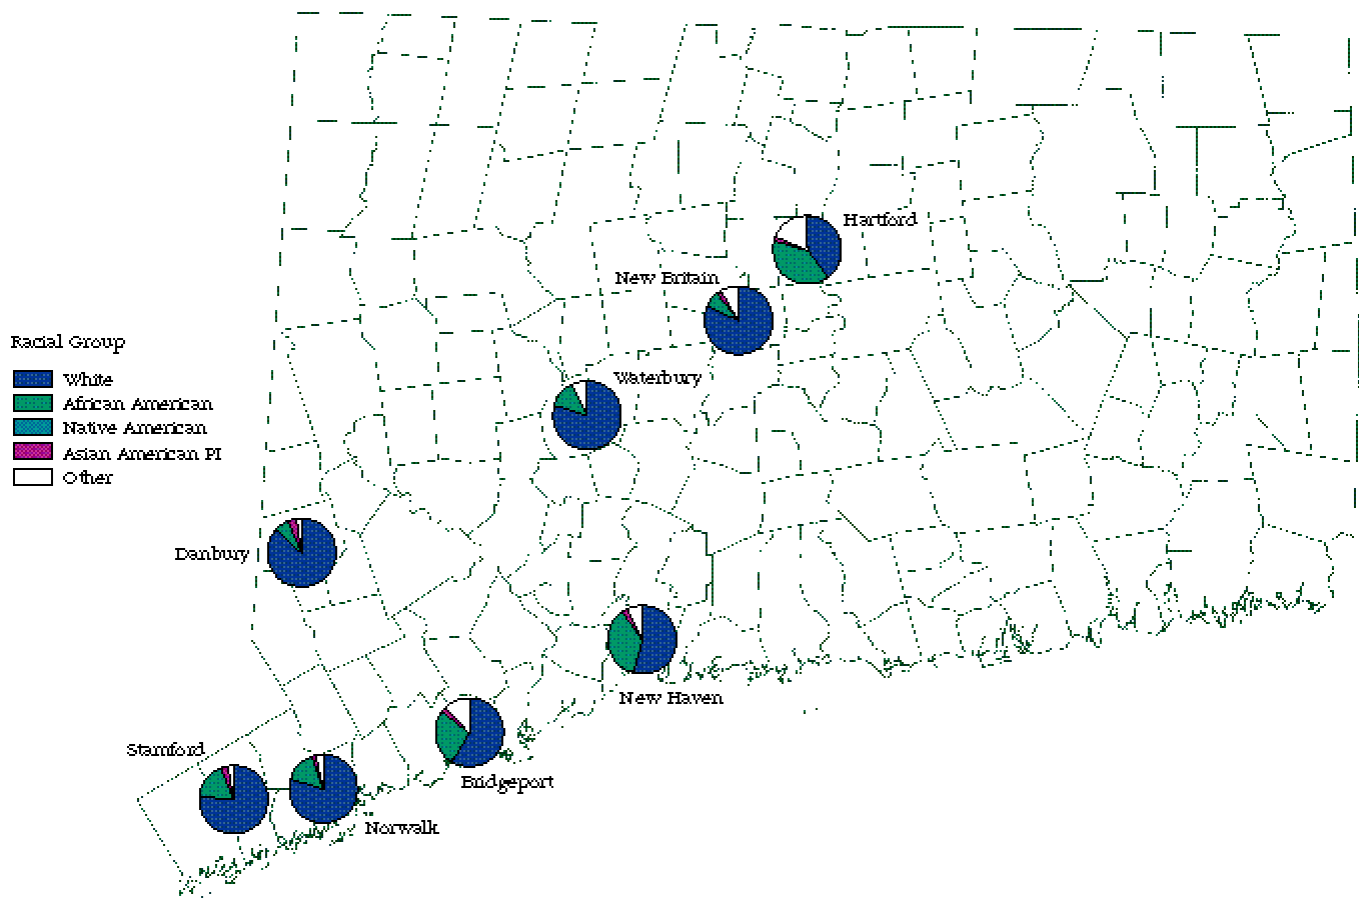 Hartford
New Britain
Racial Group
White
African American
Native American
Asian American PI
Other
Waterbury
Danbury
New Haven
Stamford
Bridgeport
Norwalk